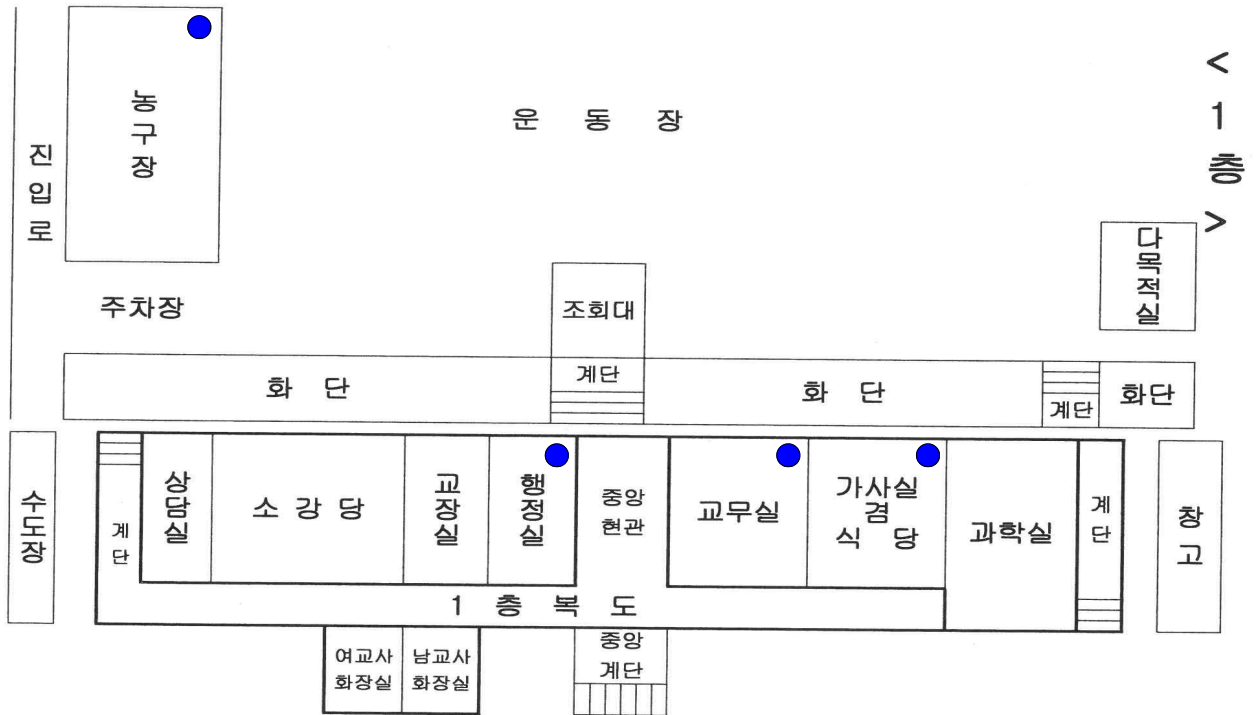 농구장
운 동 장
< 1 층 >
진입로
다목적실
주차장
조회대
화 단
계단
화 단
계단
화단
수도장
계단
상담실
소 강 당
교장실
행정실
중앙
현관
교무실
가사실
겸
식 당
과학실
계단
창고
1 층 복 도
여교사
화장실
남교사
화장실
중앙
계단